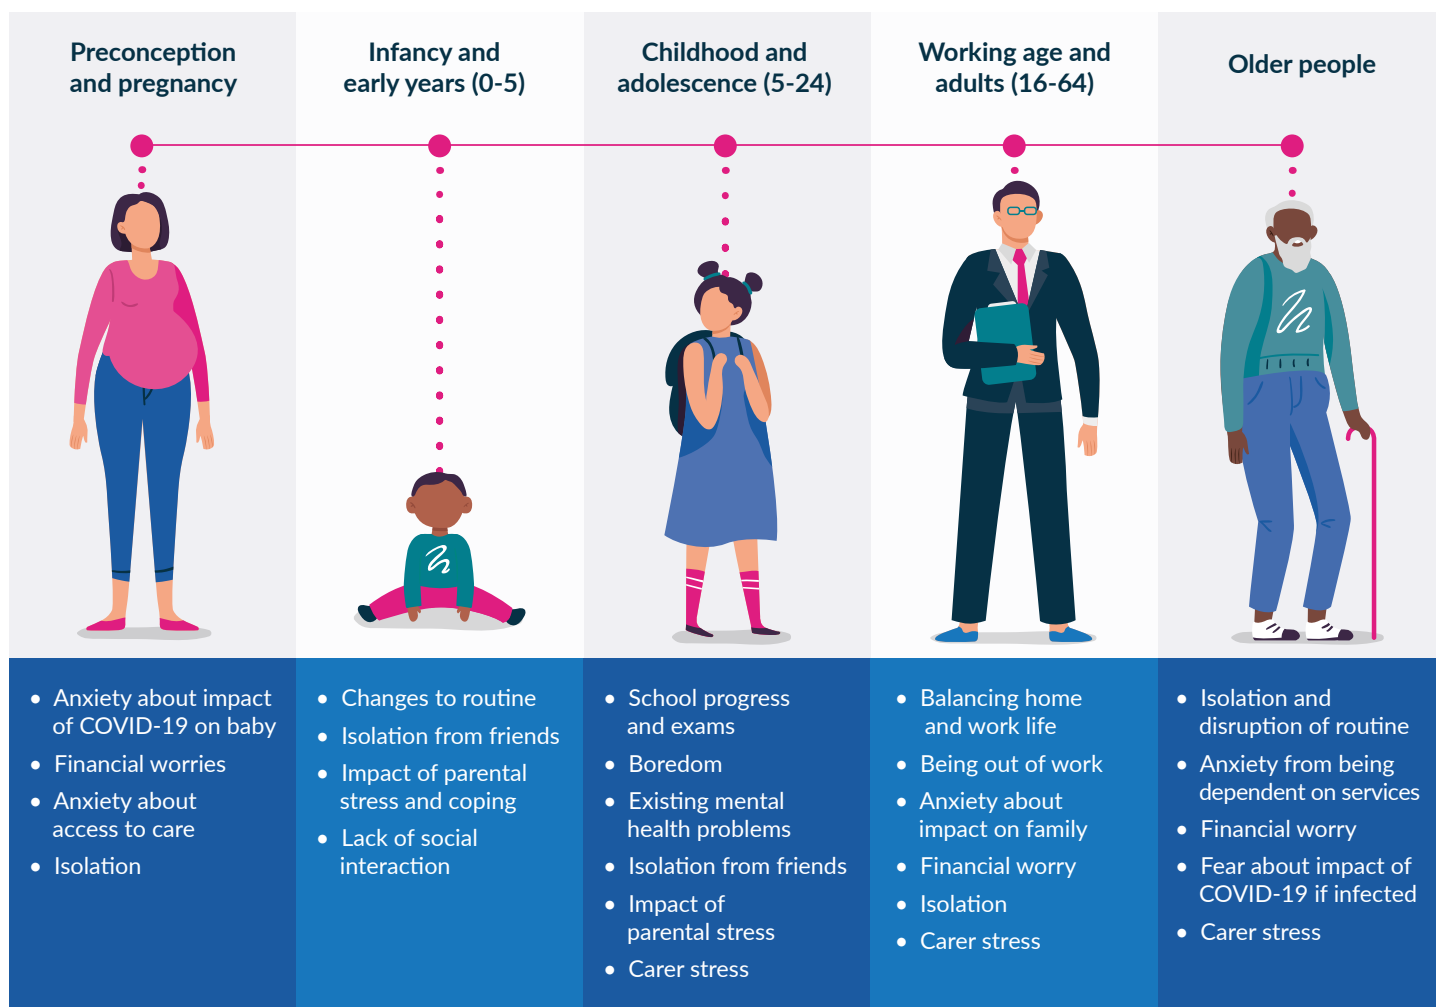 Preconception
and pregnancy
Infancy and
early years (0-5)
Childhood and
adolescence (5-24)
Working age and
adults (16-64)
Older people
• Anxiety about impact
of COVID-19 on baby
• Financial worries
• Anxiety about
access to care
• Isolation
• Changes to routine
• Isolation from friends
• Impact of parental
stress and coping
• Lack of social
interaction
• School progress
and exams
• Boredom
• Existing mental
health problems
• Isolation from friends
• Impact of
parental stress
• Carer stress
• Balancing home
and work life
• Being out of work
• Anxiety about
impact on family
• Financial worry
• Isolation
• Carer stress
• Isolation and
disruption of routine
• Anxiety from being
dependent on services
• Financial worry
• Fear about impact of
COVID-19 if infected
• Carer stress